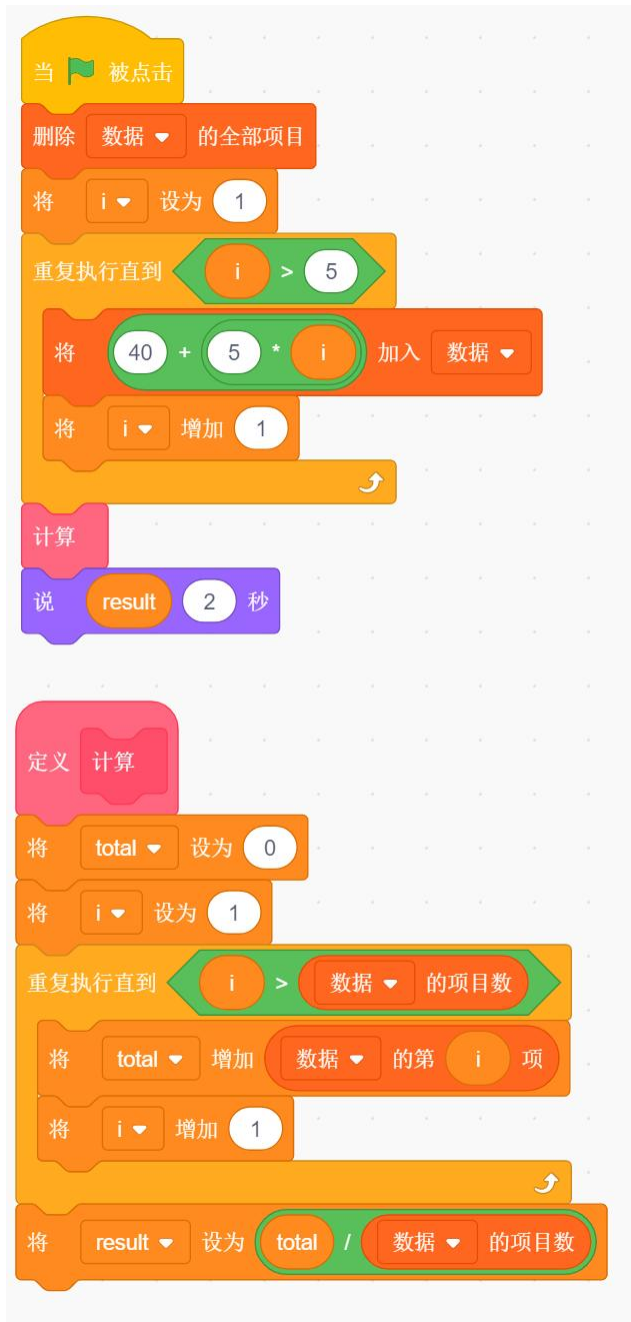 当 被点击
删除 数据 的全部项目
将 i 设为 1
重复执行直到 i > 5
将 40 + 5 * i 加入 数据
将 i 增加 1
计算
说 result 2 秒
定义 计算
将 total 设为 0
将 i 设为 1
重复执行直到 i > 数据 的项目数
将 total 增加 数据 的第 i 项
将 i 增加 1
将 result 设为 total / 数据 的项目数